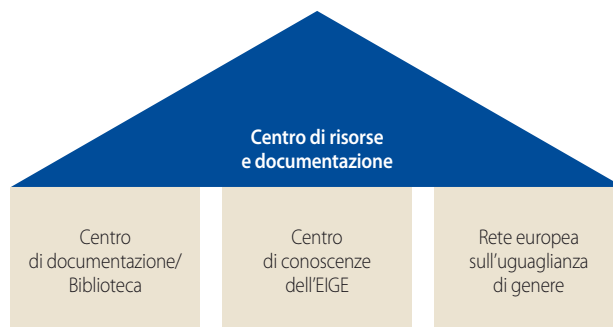 Centro di risorse
e documentazione
Centro
di documentazione/
Biblioteca
Centro
di conoscenze
dell'EIGE
Rete europea
sull'uguaglianza
di genere